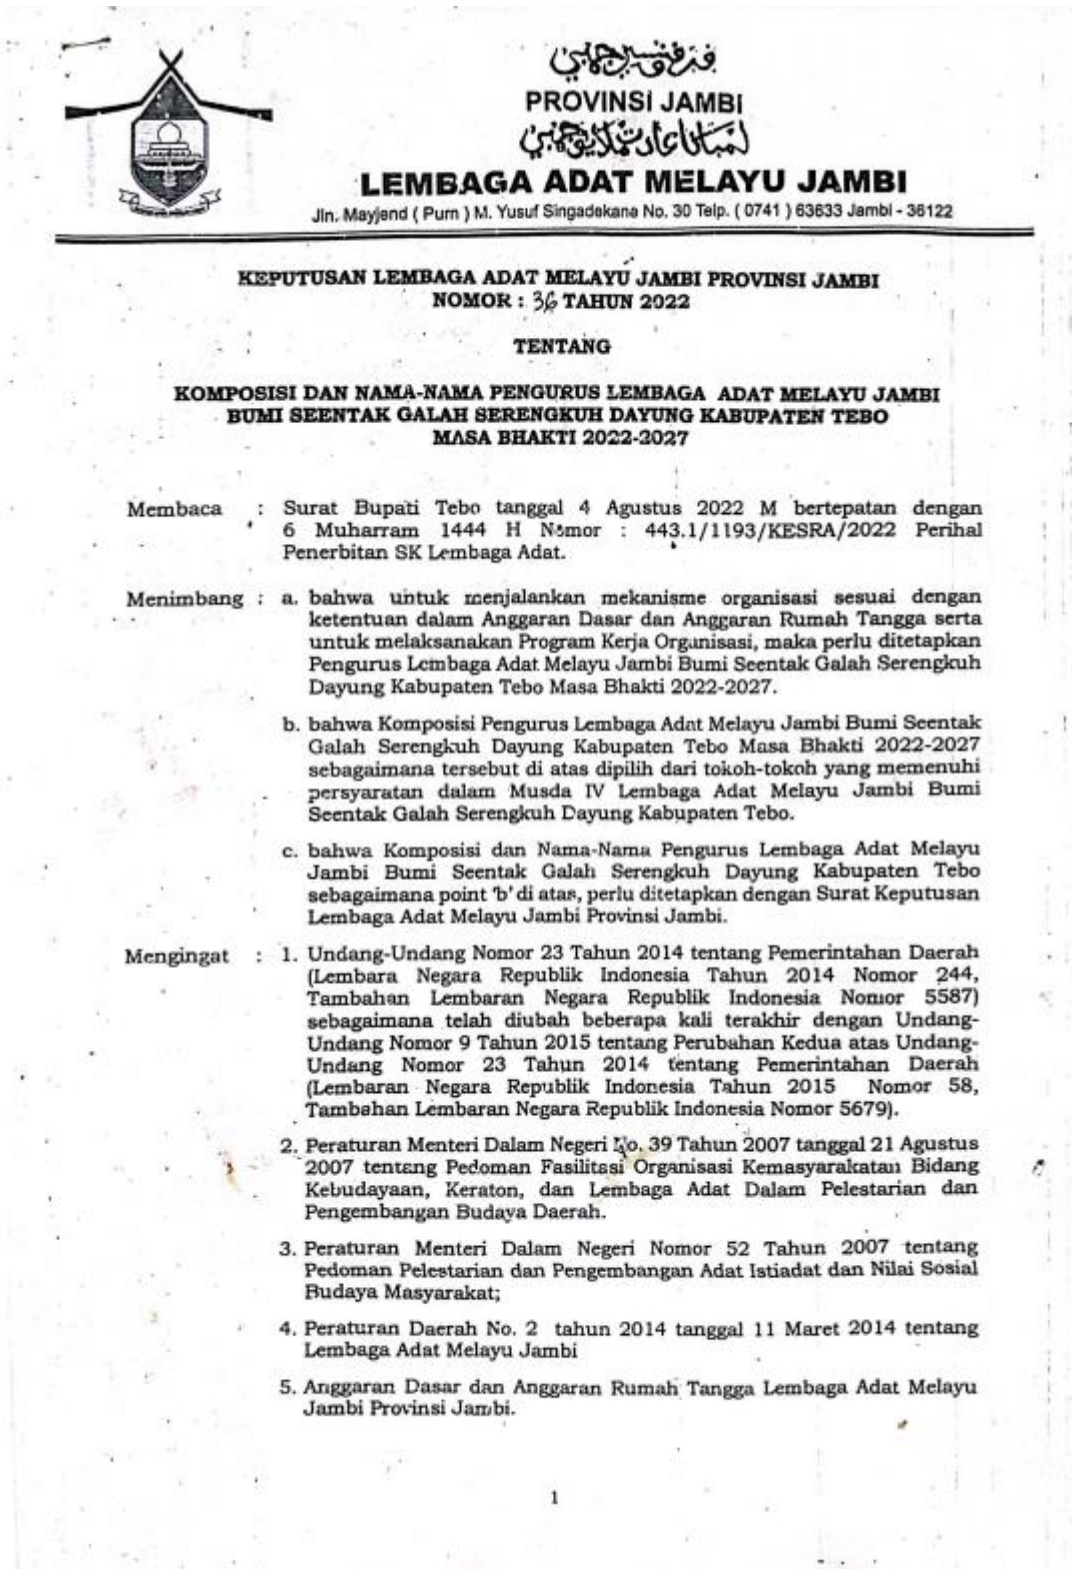 PROVINSI JAMBI
LEMBAGA ADAT MELAYU JAMBI
Jln. Mayjend ( Purn ) M. Yusuf Singadekane No. 30 Telp. ( 0741 ) 63633 Jambi - 36122
KEPUTUSAN LEMBAGA ADAT MELAYU JAMBI PROVINSI JAMBI
NOMOR : 36 TAHUN 2022
TENTANG
KOMPOSISI DAN NAMA-NAMA PENGURUS LEMBAGA ADAT MELAYU JAMBI
BUMI SEENTAK GALAH SERENGKUH DAYUNG KABUPATEN TEBO
MASA BHAKTI 2022-2027
Membaca : Surat Bupati Tebo tanggal 4 Agustus 2022 M bertepatan dengan
6 Muharram 1444 H Nomor : 443.1/1193/KESRA/2022 Perihal
Penerbitan SK Lembaga Adat.
Menimbang : a. bahwa untuk menjalankan mekanisme organisasi sesuai dengan
ketentuan dalam Anggaran Dasar dan Anggaran Rumah Tangga serta
untuk melaksanakan Program Kerja Organisasi, maka perlu ditetapkan
Pengurus Lembaga Adat Melayu Jambi Bumi Seentak Galah Serengkuh
Dayung Kabupaten Tebo Masa Bhakti 2022-2027.
b. bahwa Komposisi Pengurus Lembaga Adat Melayu Jambi Bumi Seentak
Galah Serengkuh Dayung Kabupaten Tebo Masa Bhakti 2022-2027
sebagaimana tersebut di atas dipilih dari tokoh-tokoh yang memenuhi
persyaratan dalam Musda IV Lembaga Adat Melayu Jambi Bumi
Seentak Galah Serengkuh Dayung Kabupaten Tebo.
c. bahwa Komposisi dan Nama-Nama Pengurus Lembaga Adat Melayu
Jambi Bumi Seentak Galah Serengkuh Dayung Kabupaten Tebo
sebagaimana point 'b' di atas, perlu ditetapkan dengan Surat Keputusan
Lembaga Adat Melayu Jambi Provinsi Jambi.
Mengingat : 1. Undang-Undang Nomor 23 Tahun 2014 tentang Pemerintahan Daerah
(Lembara Negara Republik Indonesia Tahun 2014 Nomor 244,
Tambahan Lembaran Negara Republik Indonesia Nomor 5587)
sebagaimana telah diubah beberapa kali terakhir dengan Undang-
Undang Nomor 9 Tahun 2015 tentang Perubahan Kedua atas Undang-
Undang Nomor 23 Tahun 2014 tentang Pemerintahan Daerah
(Lembaran Negara Republik Indonesia Tahun 2015 Nomor 58,
Tambahan Lembaran Negara Republik Indonesia Nomor 5679).
2. Peraturan Menteri Dalam Negeri No. 39 Tahun 2007 tanggal 21 Agustus
2007 tentang Pedoman Fasilitasi Organisasi Kemasyarakatan Bidang
Kebudayaan, Keraton, dan Lembaga Adat Dalam Pelestarian dan
Pengembangan Budaya Daerah.
3. Peraturan Menteri Dalam Negeri Nomor 52 Tahun 2007 tentang
Pedoman Pelestarian dan Pengembangan Adat Istiadat dan Nilai Sosial
Budaya Masyarakat;
4. Peraturan Daerah No. 2 tahun 2014 tanggal 11 Maret 2014 tentang
Lembaga Adat Melayu Jambi
5. Anggaran Dasar dan Anggaran Rumah Tangga Lembaga Adat Melayu
Jambi Provinsi Jambi.
1